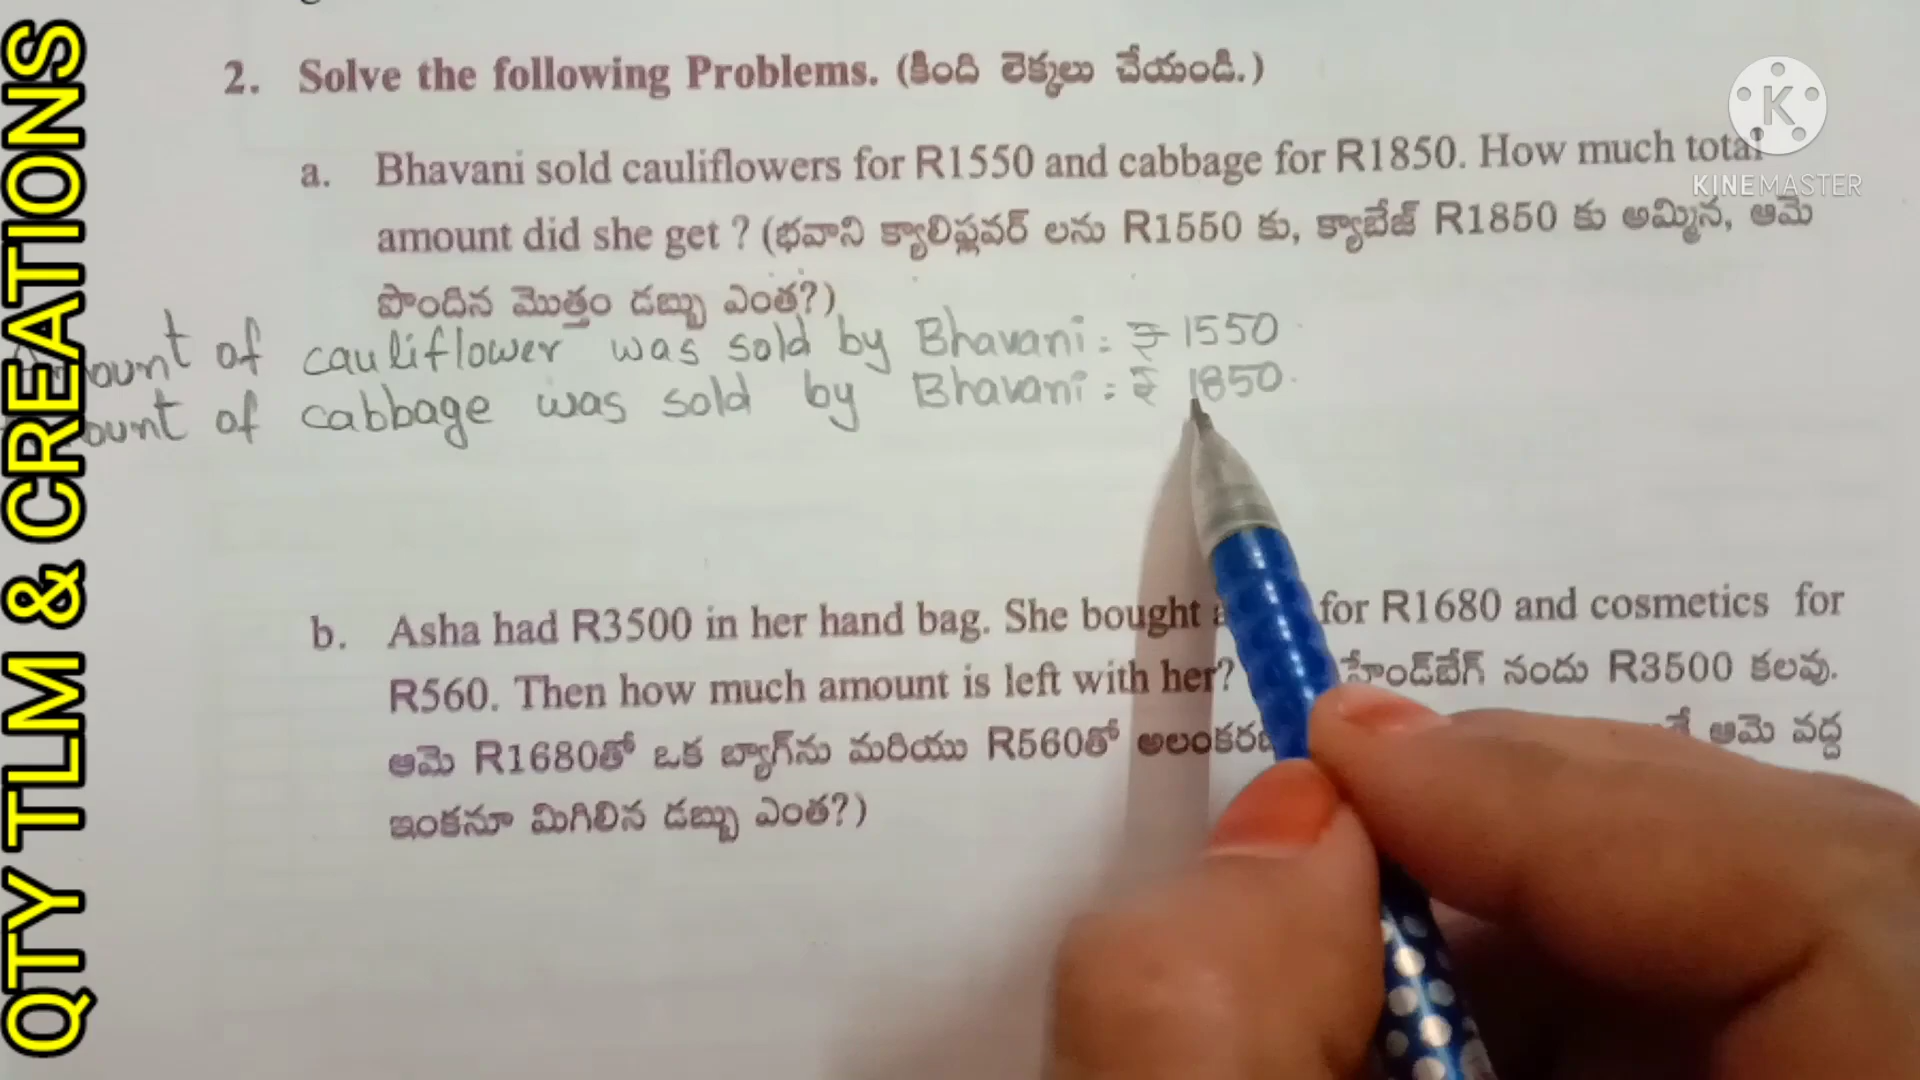 QTY TLM & CREATIONS
2. Solve the following Problems. (కింది లెక్కలు చేయండి.)
KINEMASTER
a. Bhavani sold cauliflowers for R1550 and cabbage for R1850. How much total
amount did she get ? (భవాని క్యాలిఫ్లవర్ లను R1550 కు, క్యాబేజ్ R1850 కు అమ్మిన, ఆమె
పొందిన మొత్తం డబ్బు ఎంత?)
of cauliflower was sold by Bhavani = ₹ 1550
of cabbage was sold by Bhavani = ₹ 1850.
b. Asha had R3500 in her hand bag. She bought for R1680 and cosmetics for
R560. Then how much amount is left with her? హేండ్‌బేగ్ నందు R3500 కలవు.
ఆమె R1680తో ఒక బ్యాగ్‌ను మరియు R560తో ఆమె వద్ద
ఇంకనూ మిగిలిన డబ్బు ఎంత?)